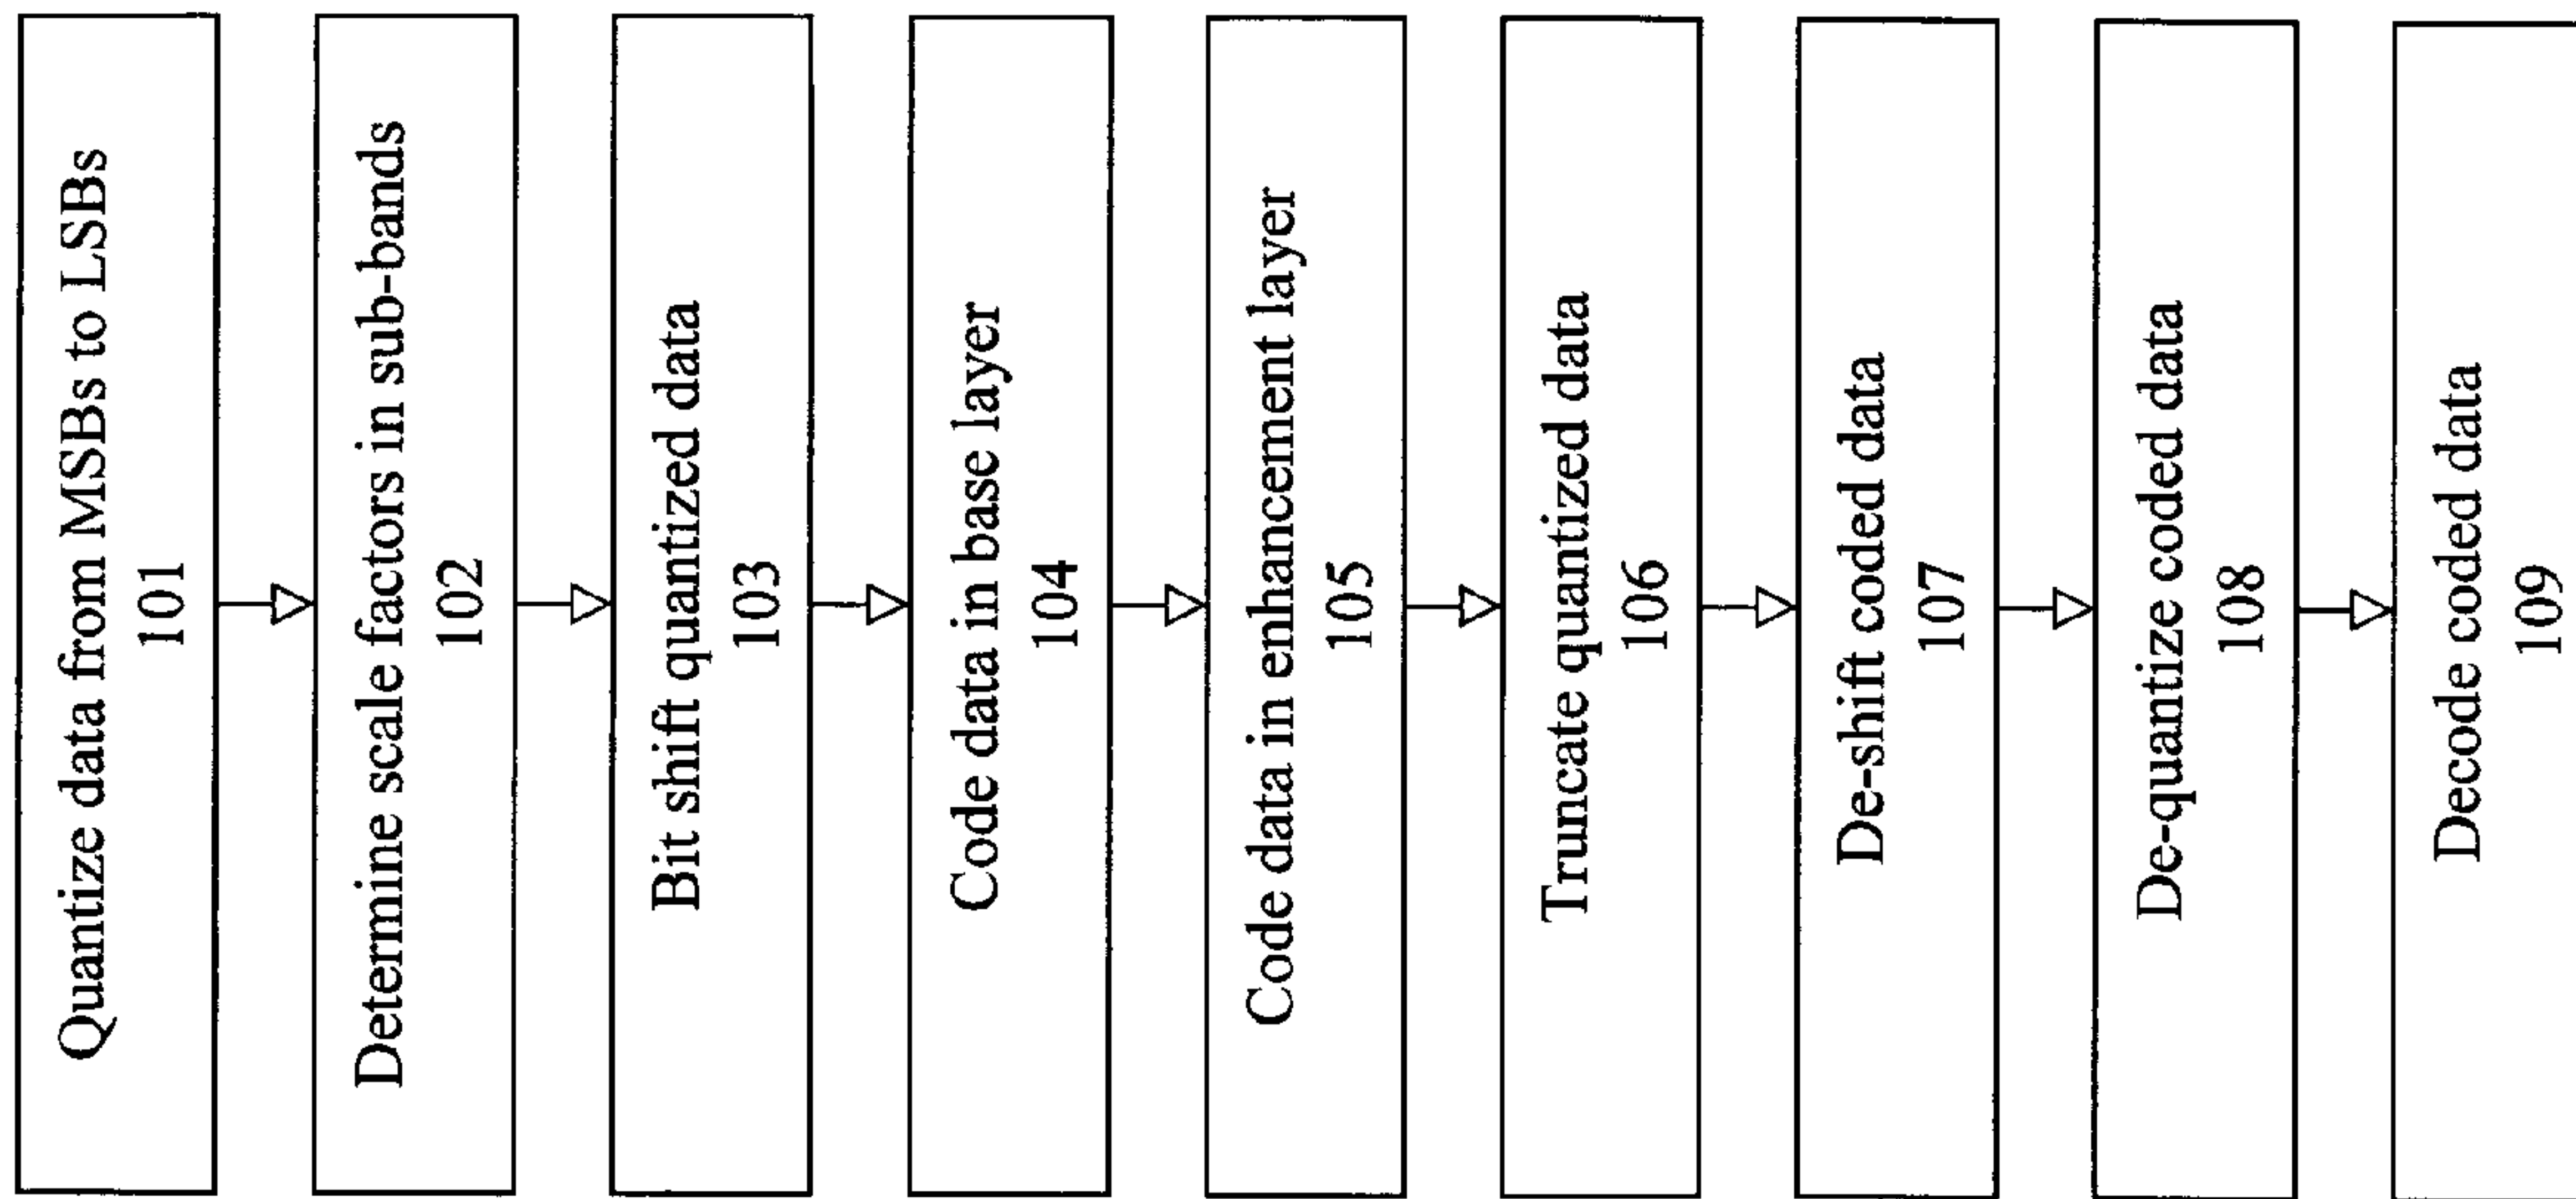 Quantize data from MSBs to LSBs
101
Determine scale factors in sub-bands
102
Bit shift quantized data
103
Code data in base layer
104
Code data in enhancement layer
105
Truncate quantized data
106
De-shift coded data
107
De-quantize coded data
108
Decode coded data
109